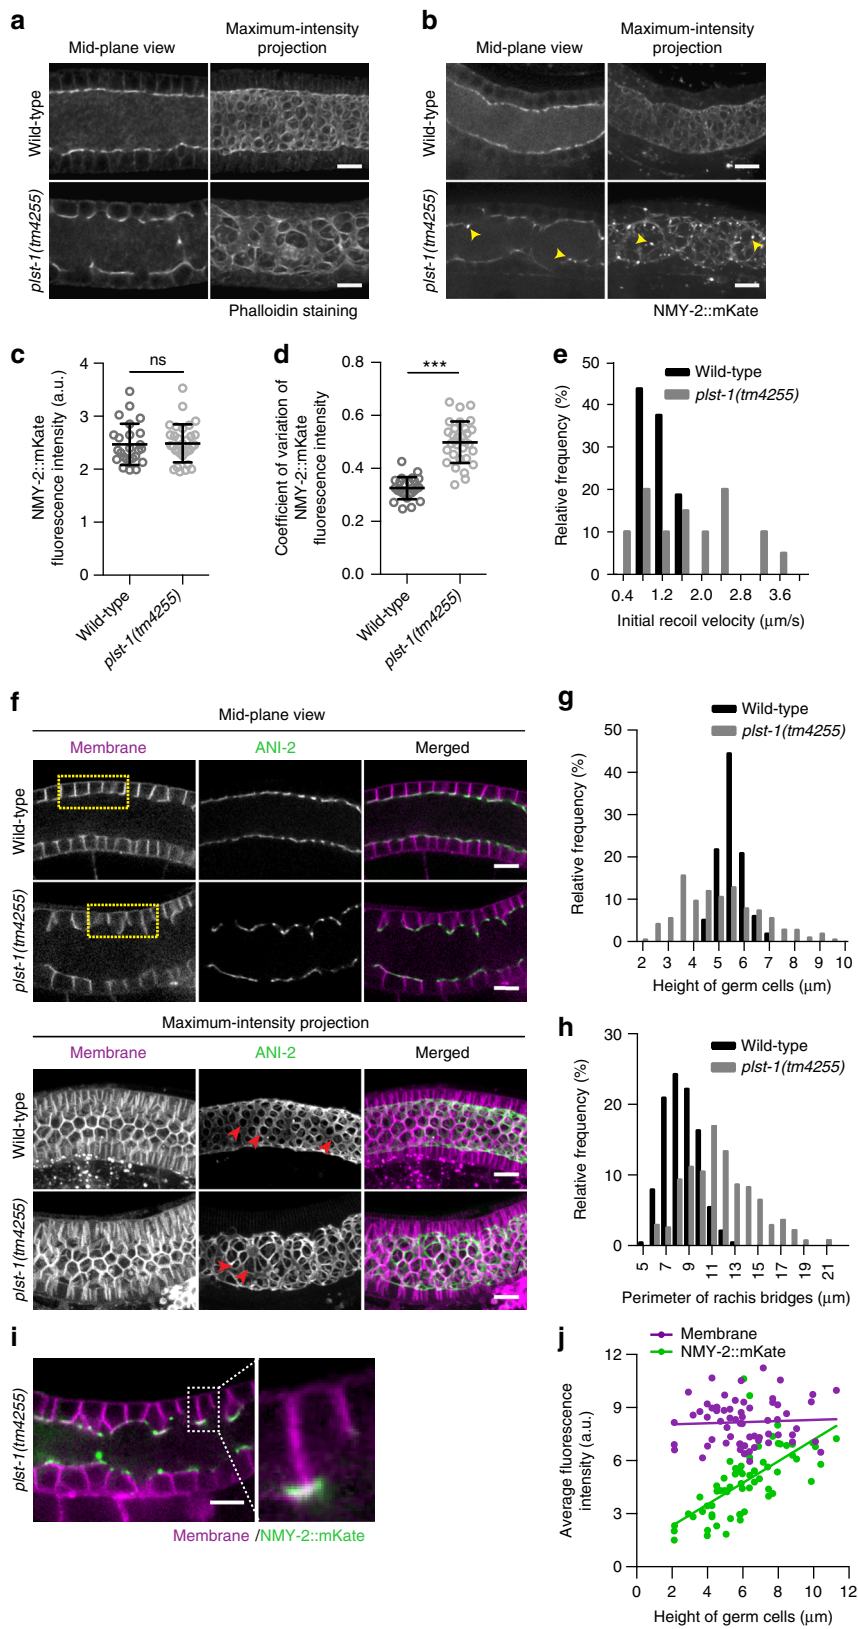 a
Mid-plane view
Maximum-intensity
projection
Wild-type
plst-1(tm4255)
Phalloidin staining
b
Mid-plane view
Maximum-intensity
projection
Wild-type
plst-1(tm4255)
NMY-2::mKate
c
NMY-2::mKate
fluorescence intensity (a.u.)
4
3
2
1
0
ns
Wild-type
plst-1(tm4255)
d
Coefficient of variation of
NMY-2::mKate
fluorescence intensity
0.8
0.6
0.4
0.2
0.0
***
Wild-type
plst-1(tm4255)
e
Relative frequency (%)
50
40
30
20
10
0
Wild-type
plst-1(tm4255)
0.4 1.2 2.0 2.8 3.6
Initial recoil velocity (μm/s)
f
Mid-plane view
Membrane
ANI-2
Merged
Wild-type
plst-1(tm4255)
Maximum-intensity projection
Membrane
ANI-2
Merged
Wild-type
plst-1(tm4255)
g
Relative frequency (%)
50
40
30
20
10
0
Wild-type
plst-1(tm4255)
2 3 4 5 6 7 8 9 10
Height of germ cells (μm)
h
Relative frequency (%)
30
20
10
0
Wild-type
plst-1(tm4255)
5 7 9 11 13 15 17 19 21
Perimeter of rachis bridges (μm)
i
plst-1(tm4255)
Membrane /NMY-2::mKate
j
Membrane
NMY-2::mKate
Average fluorescence
intensity (a.u.)
12
9
6
3
0
0 2 4 6 8 10 12
Height of germ cells (μm)